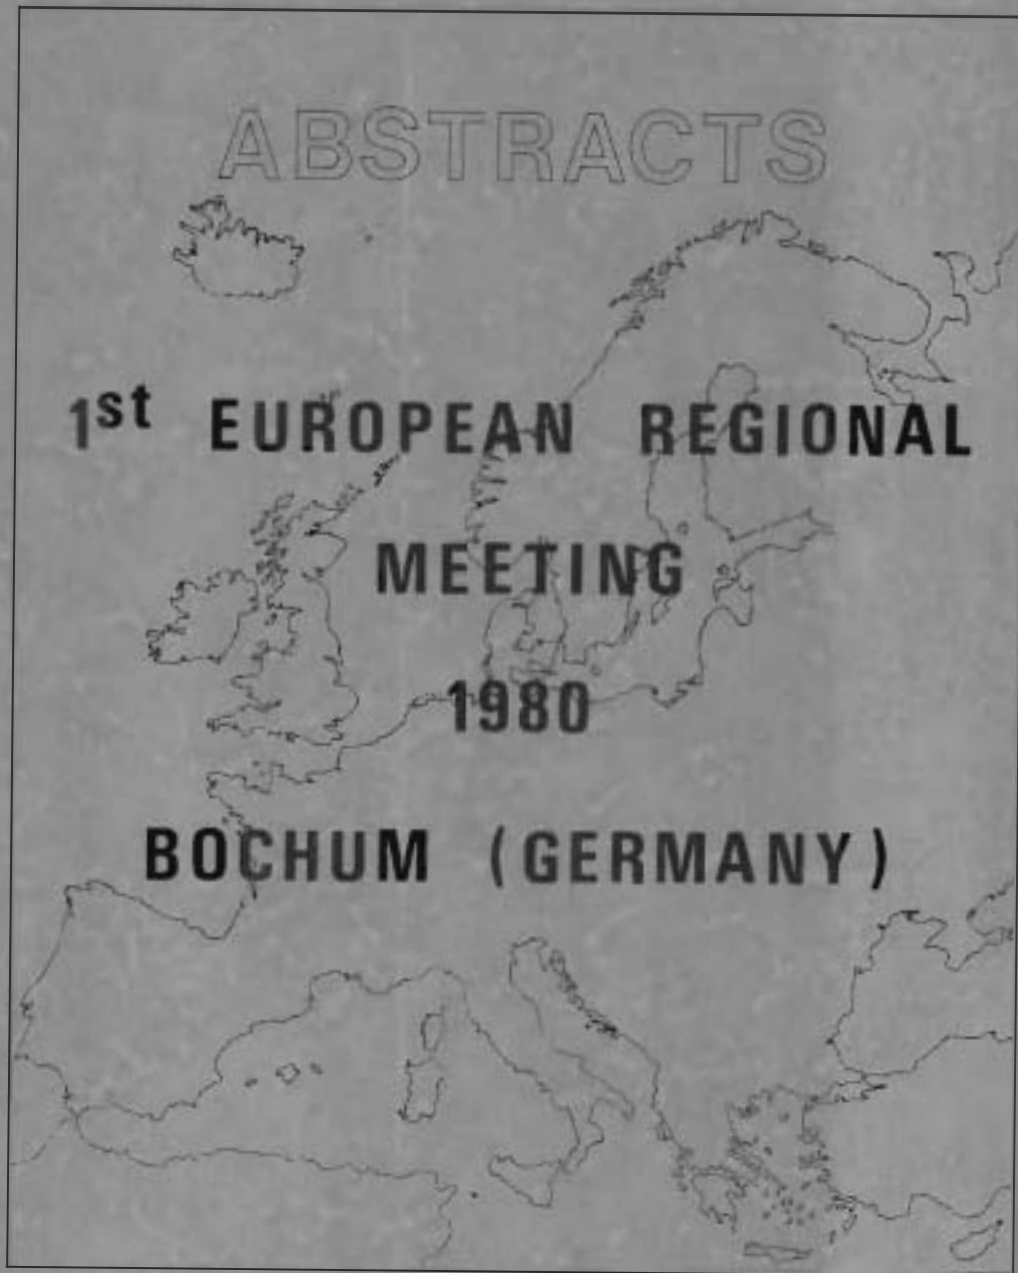 ABSTRACTS
1st EUROPEAN REGIONAL
MEETING
1980
BOCHUM (GERMANY)